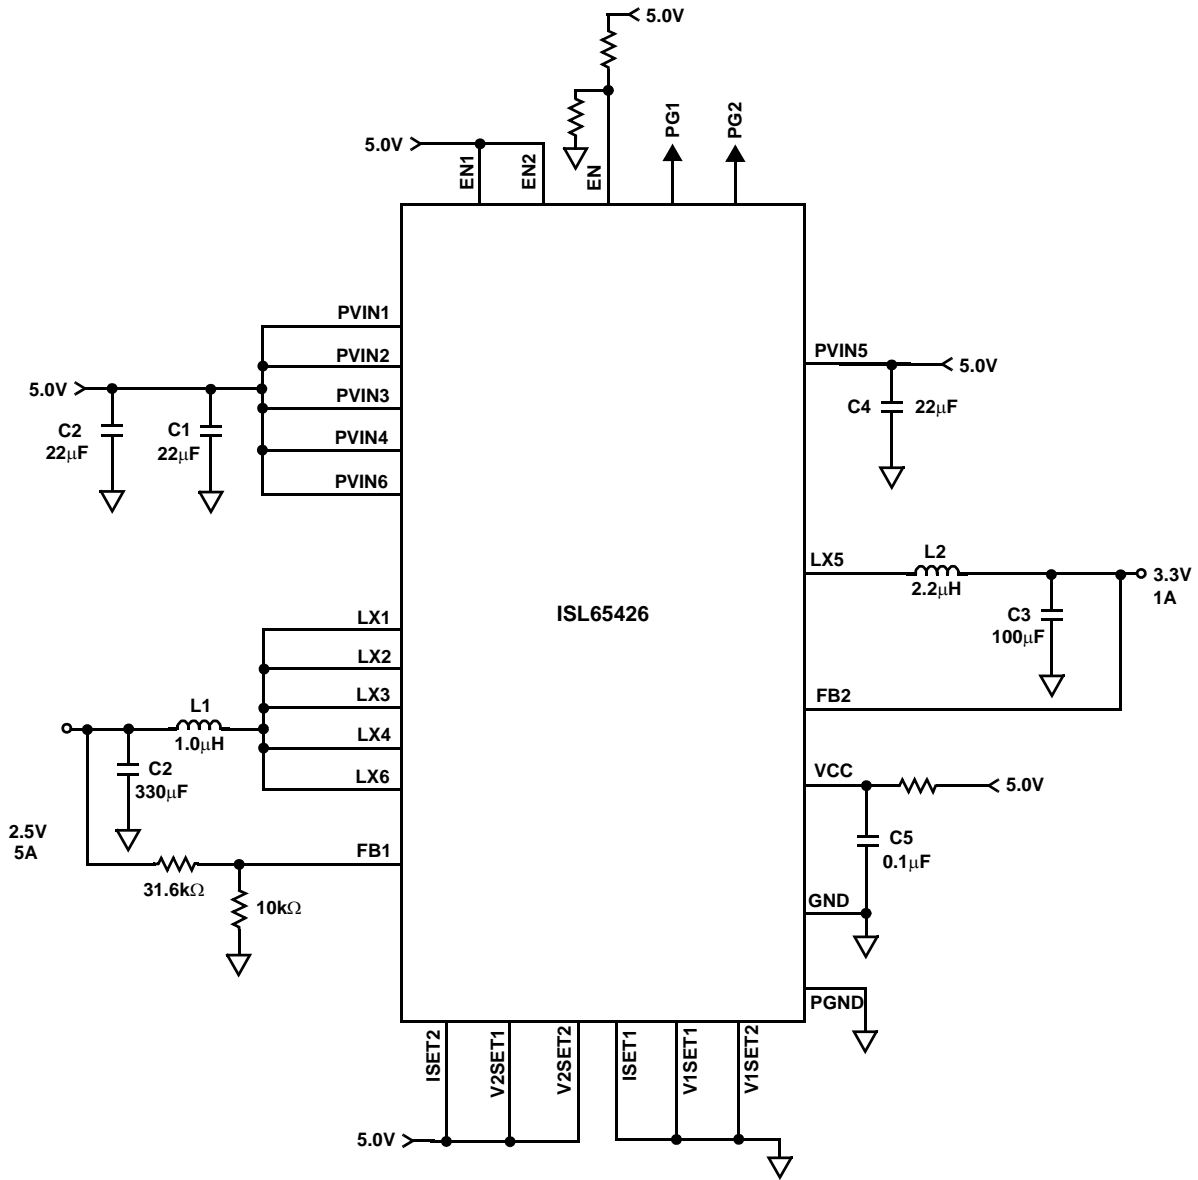 5.0V
PG1
PG2
5.0V
EN1
EN2
EN
PVIN1
PVIN2
PVIN3
PVIN4
PVIN6
5.0V
C2
22μF
C1
22μF
PVIN5
5.0V
C4
22μF
LX5
L2
2.2μH
3.3V
1A
C3
100μF
FB2
ISL65426
LX1
LX2
LX3
LX4
LX6
L1
1.0μH
C2
330μF
2.5V
5A
FB1
31.6kΩ
10kΩ
VCC
5.0V
C5
0.1μF
GND
PGND
ISET2
V2SET1
V2SET2
ISET1
V1SET1
V1SET2
5.0V